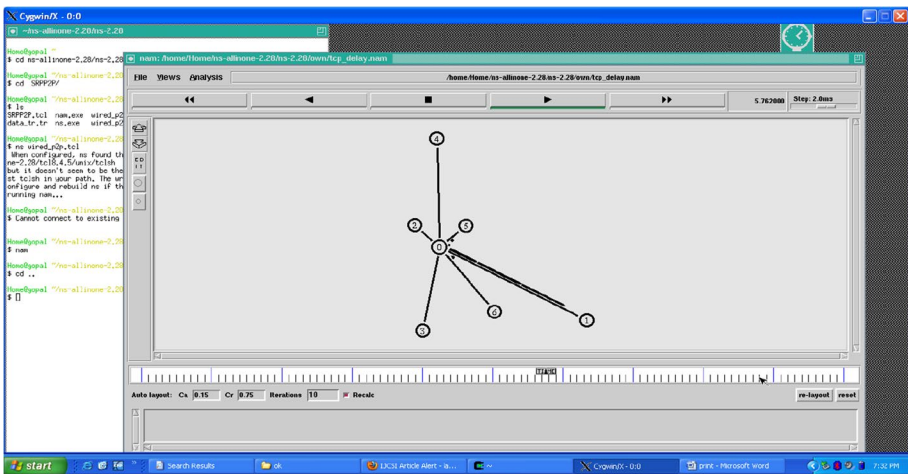 Cygwin/X - 0:0
~/ns-allinone-2.28/ns-2.28
Home@gopal ~
$ cd ns-allinone-2.28/ns-2.28
Home@gopal ~/ns-allinone-2.28
$ cd SRPP2P/
Home@gopal ~/ns-allinone-2.28
$ ls
SRPP2P.tcl nam.exe wired_p2
data_tr.tr ns.exe wired_p2
Home@gopal ~/ns-allinone-2.28
$ ns wired_p2p.tcl
When configured, ns found th
ne-2.28/tcl8.4.5/unix/tclsh
but it doesn't seem to be the
st tclsh in your path. The wr
onfigure and rebuild ns if th
running nam...
Home@gopal ~/ns-allinone-2.28
$ Cannot connect to existing
Home@gopal ~/ns-allinone-2.28
$ nam
Home@gopal ~/ns-allinone-2.28
$ cd ..
Home@gopal ~/ns-allinone-2.28
$
nam: /home/Home/ns-allinone-2.28/ns-2.28/own/tcp_delay.nam
File Views Analysis /home/Home/ns-allinone-2.28/ns-2.28/own/tcp_delay.nam
5.762000 Step: 2.0ms
EDIT
4
2
5
0
6
1
3
TIME
Auto layout: Ca 0.15 Cr 0.75 Iterations 10 Recalc re-layout reset
start Search Results ok IJCSI Article Alert - ia... ~ Cygwin/X - 0:0 print - Microsoft Word 7:32 PM